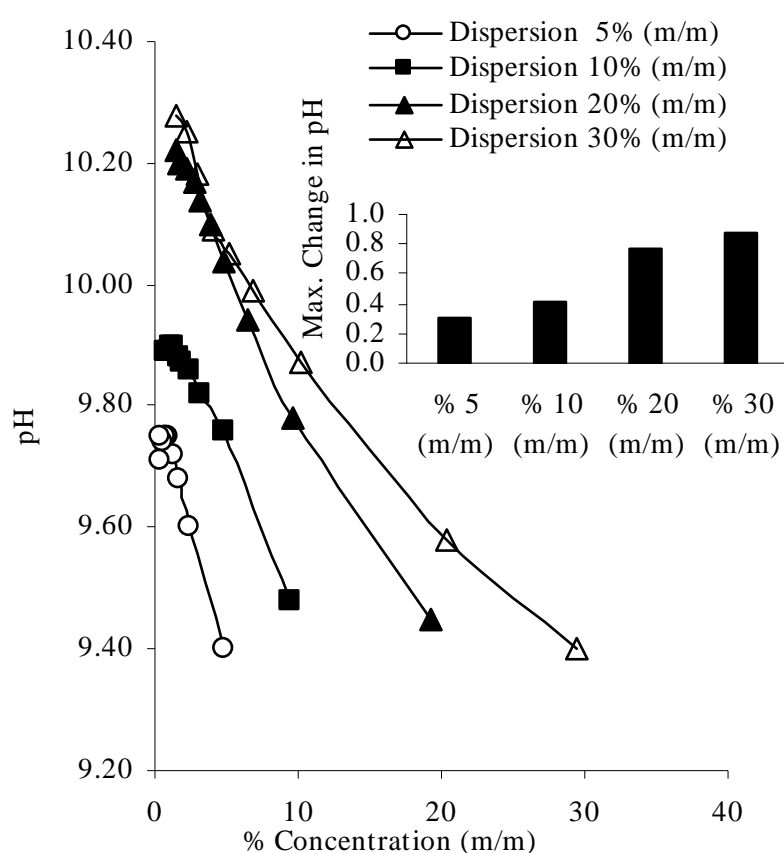 10.40
10.20
10.00
9.80
9.60
9.40
9.20
pH
0
10
20
30
40
% Concentration (m/m)
Dispersion 5% (m/m)
Dispersion 10% (m/m)
Dispersion 20% (m/m)
Dispersion 30% (m/m)
Max. Change in pH
1.0
0.8
0.6
0.4
0.2
0.0
% 5
(m/m)
% 10
(m/m)
% 20
(m/m)
% 30
(m/m)